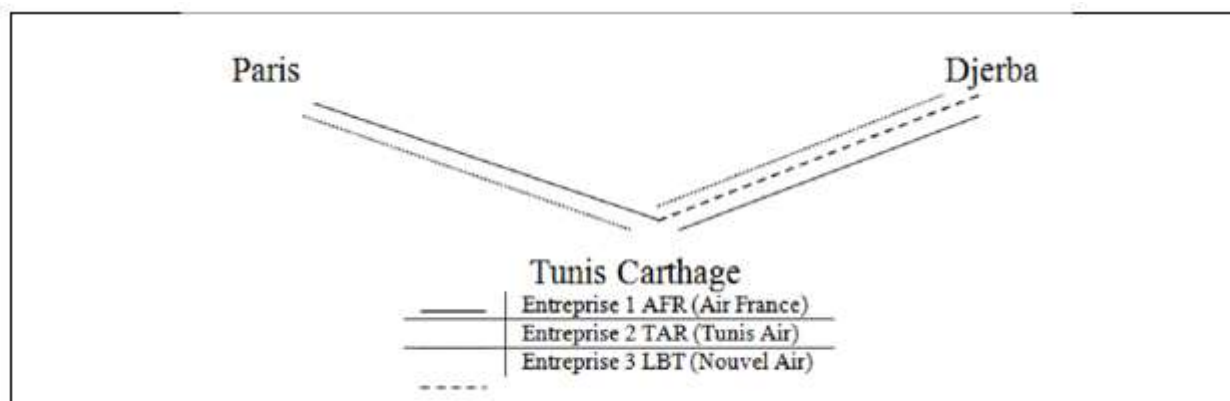 Paris
Djerba
Tunis Carthage
Entreprise 1 AFR (Air France)
Entreprise 2 TAR (Tunis Air)
Entreprise 3 LBT (Nouvel Air)